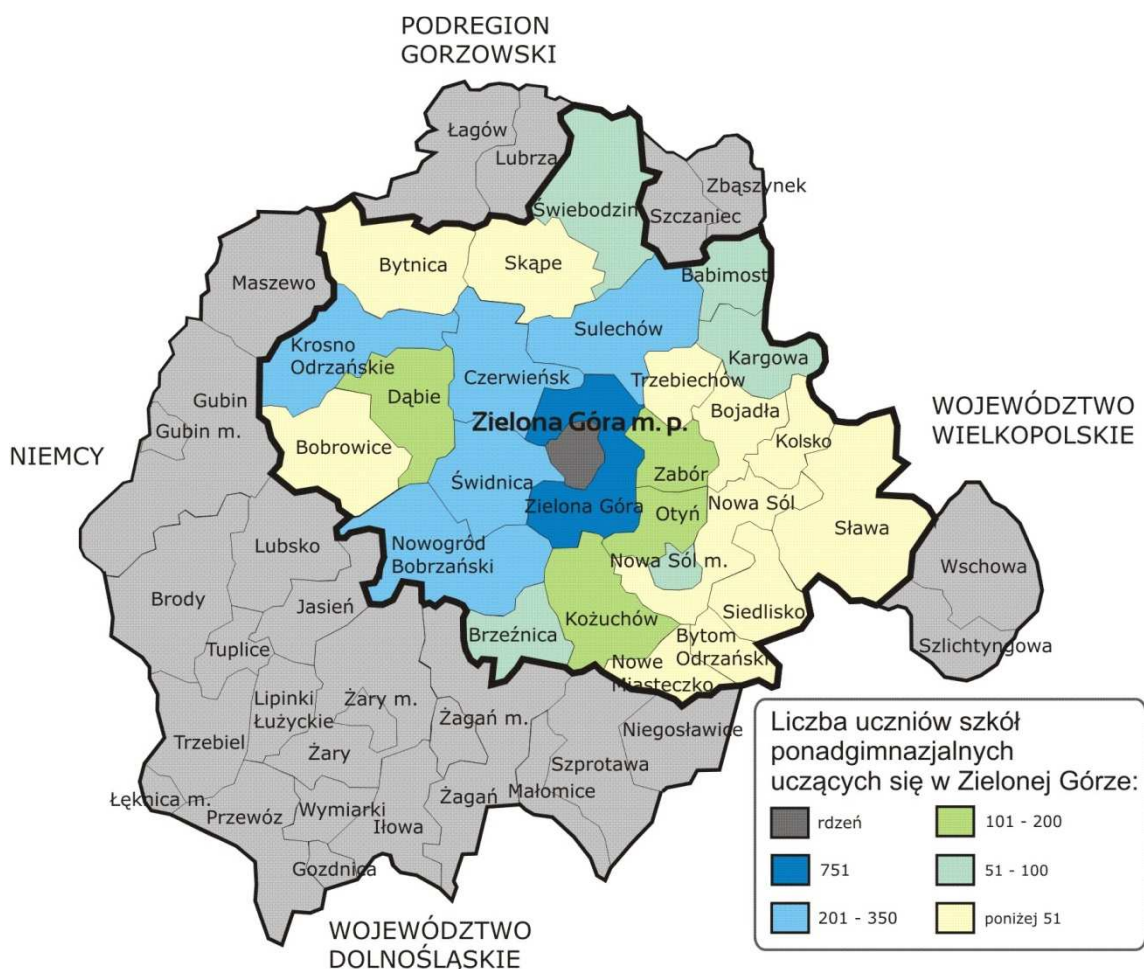 PODREGION
GORZOWSKI
Łagów
Lubrza
Zbąszynek
Świebodzin
Szczaniec
Bytnica
Skąpe
Babimost
Maszewo
Sulechów
Krosno
Odrzańskie
Kargowa
Czerwieńsk
Trzebiechów
Dąbie
Gubin
Bojadła
WOJEWÓDZTWO
WIELKOPOLSKIE
Zielona Góra m. p.
Gubin m.
Kolsko
NIEMCY
Bobrowice
Zabór
Świdnica
Nowa Sól
Zielona Góra
Otyń
Sława
Lubsko
Nowogród
Bobrzański
Nowa Sól m.
Wschowa
Brody
Jasień
Siedlisko
Kożuchów
Brzeźnica
Bytom
Odrzański
Szlichtyngowa
Tuplice
Nowe
Miasteczko
Lipinki
Łużyckie
Żary m.
Żagań m.
Niegosławice
Trzebiel
Żary
Szprotawa
Łęknica m.
Przewóz
Wymiarki
Iłowa
Żagań
Małomice
Gozdnica
WOJEWÓDZTWO
DOLNOŚLĄSKIE
Liczba uczniów szkół
ponadgimnazjalnych
uczących się w Zielonej Górze:
rdzeń
101 - 200
751
51 - 100
201 - 350
poniżej 51